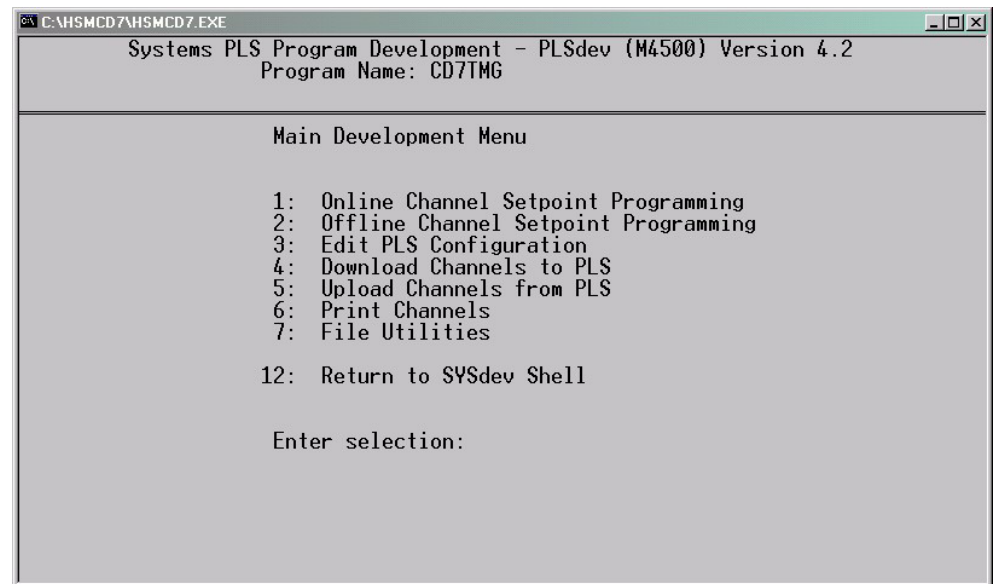 C:\HSMCD7\HSMCD7.EXE
Systems PLS Program Development - PLSdev (M4500) Version 4.2
Program Name: CD7TMG
Main Development Menu
1: Online Channel Setpoint Programming
2: Offline Channel Setpoint Programming
3: Edit PLS Configuration
4: Download Channels to PLS
5: Upload Channels from PLS
6: Print Channels
7: File Utilities
12: Return to SYSdev Shell
Enter selection: